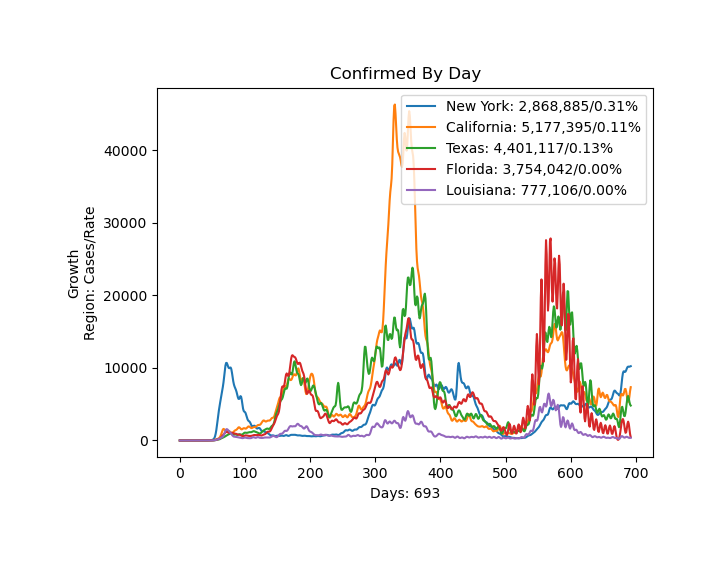 Confirmed By Day
New York: 2,868,885/0.31%
California: 5,177,395/0.11%
Texas: 4,401,117/0.13%
Florida: 3,754,042/0.00%
Louisiana: 777,106/0.00%
Growth
Region: Cases/Rate
40000
30000
20000
10000
0
0 100 200 300 400 500 600 700
Days: 693